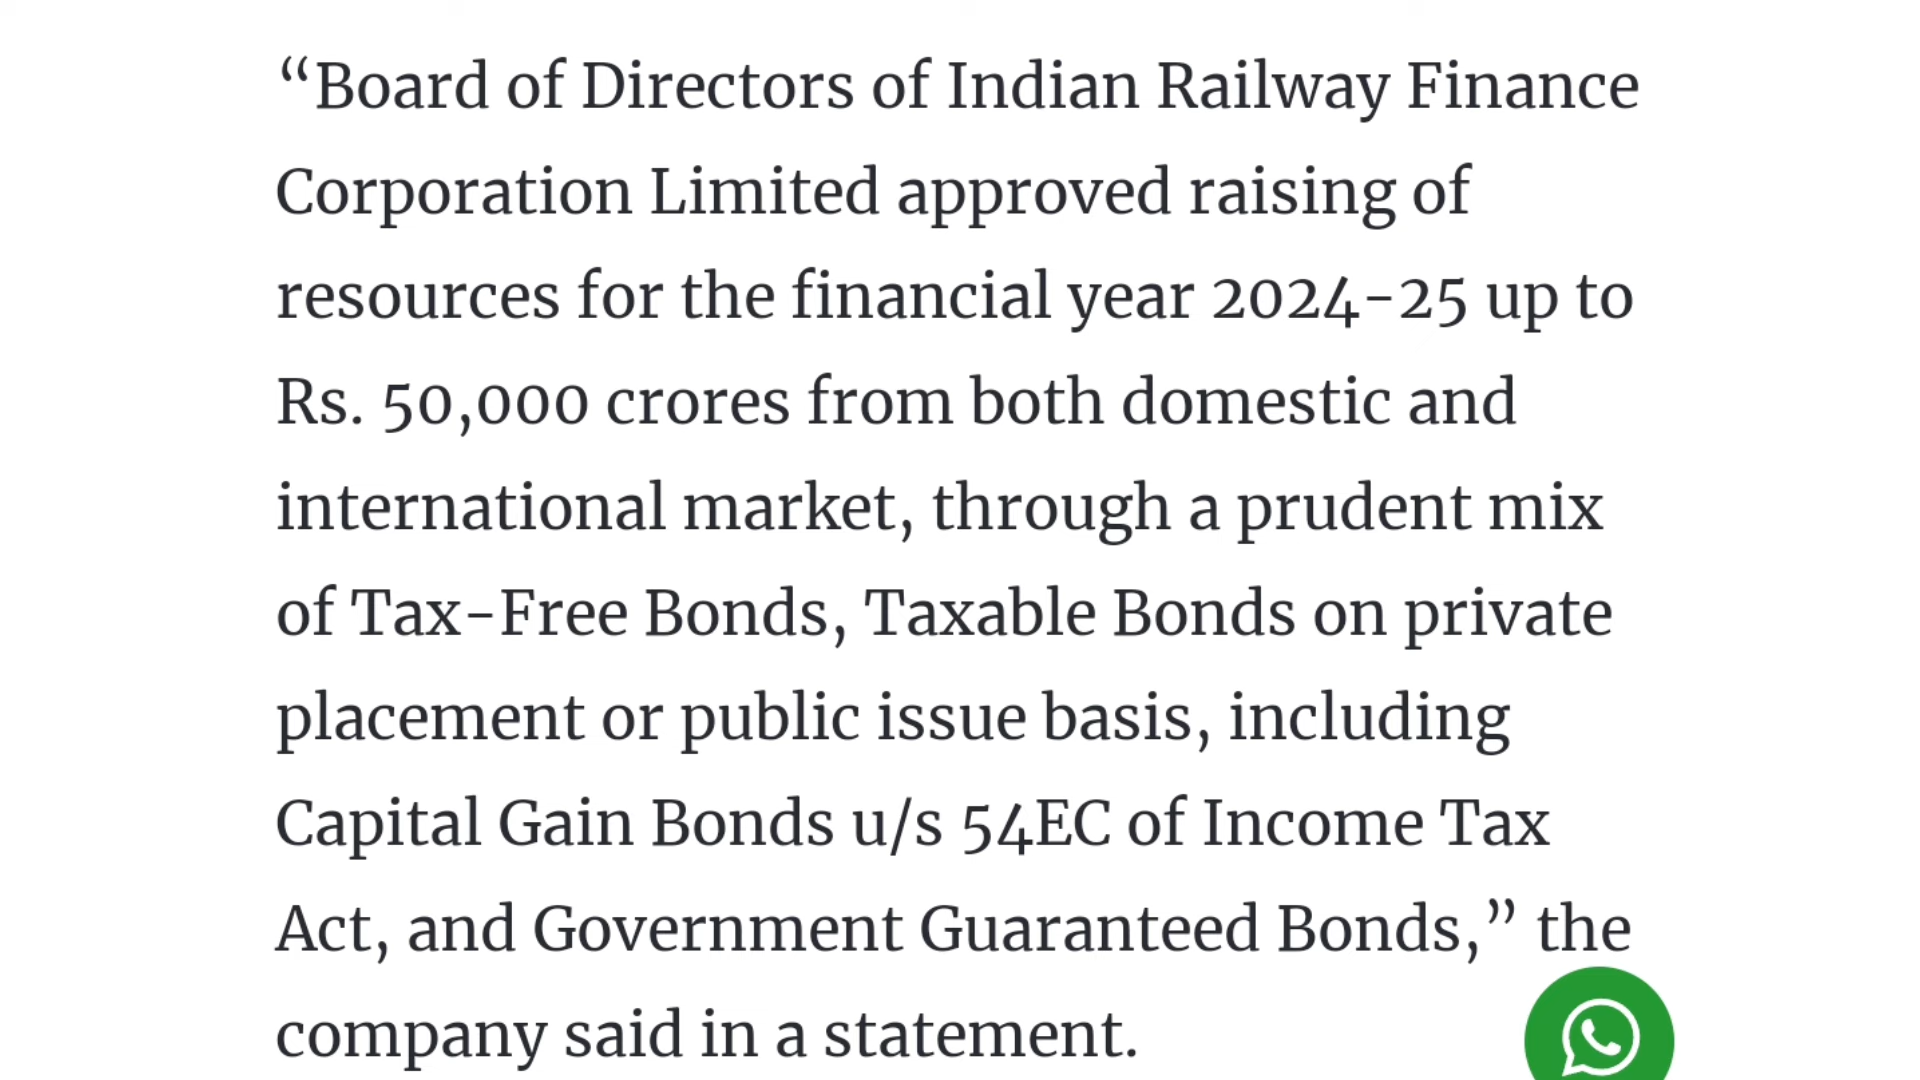 “Board of Directors of Indian Railway Finance
Corporation Limited approved raising of
resources for the financial year 2024-25 up to
Rs. 50,000 crores from both domestic and
international market, through a prudent mix
of Tax-Free Bonds, Taxable Bonds on private
placement or public issue basis, including
Capital Gain Bonds u/s 54EC of Income Tax
Act, and Government Guaranteed Bonds,” the
company said in a statement.